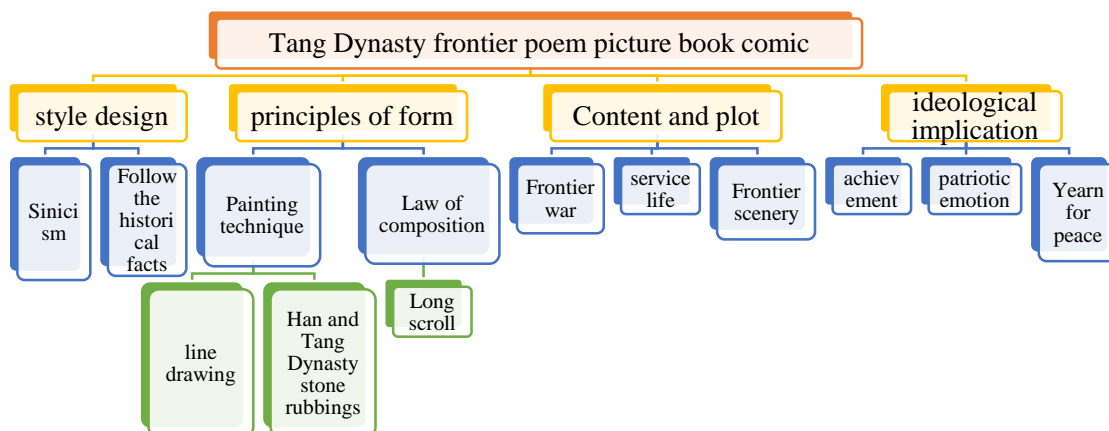 Tang Dynasty frontier poem picture book comic
style design
principles of form
Content and plot
ideological
implication
Sinici
sm
Follow
the
histori
cal
facts
Painting
technique
Law of
composition
Frontier
war
service
life
Frontier
scenery
achiev
ement
patriotic
emotion
Yearn
for
peace
line
drawing
Han and
Tang
Dynasty
stone
rubbings
Long
scroll